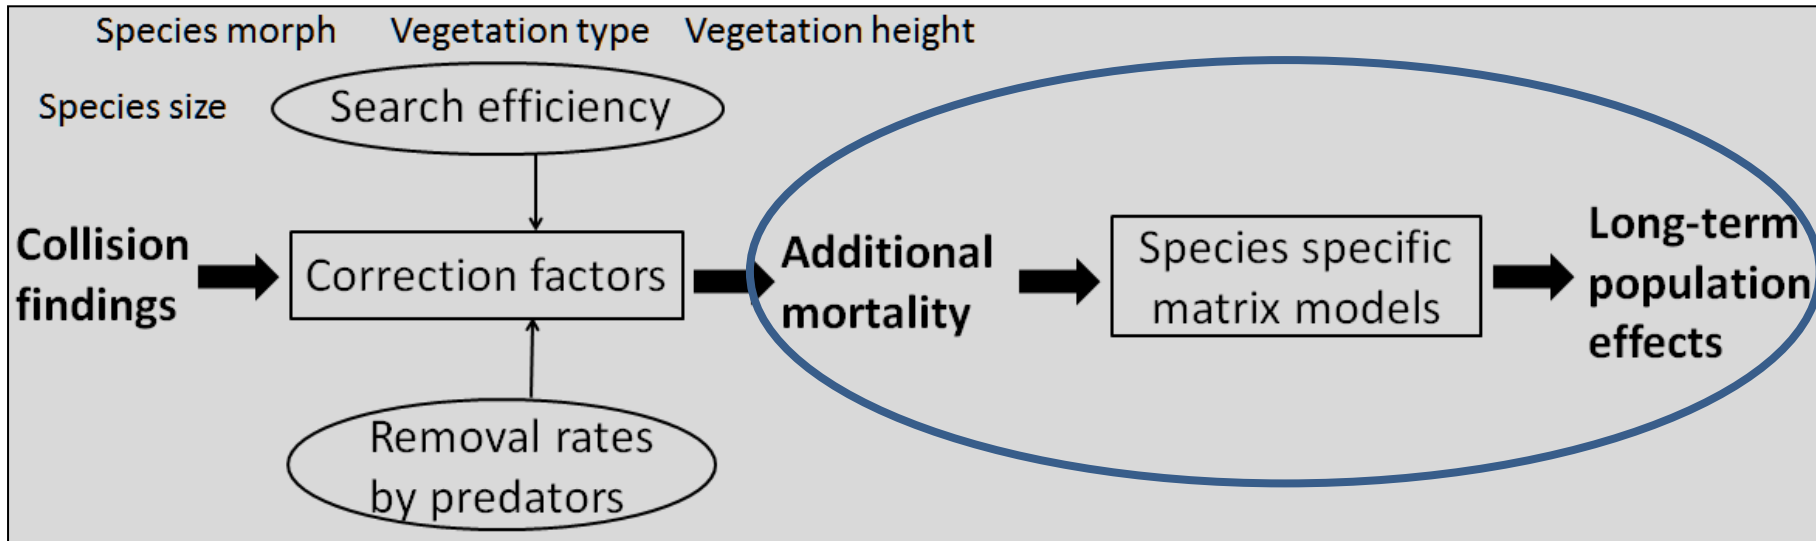 Species morph Vegetation type Vegetation height
Species size
Search efficiency
Collision
findings
Correction factors
Removal rates
by predators
Additional
mortality
Species specific
matrix models
Long-term
population
effects